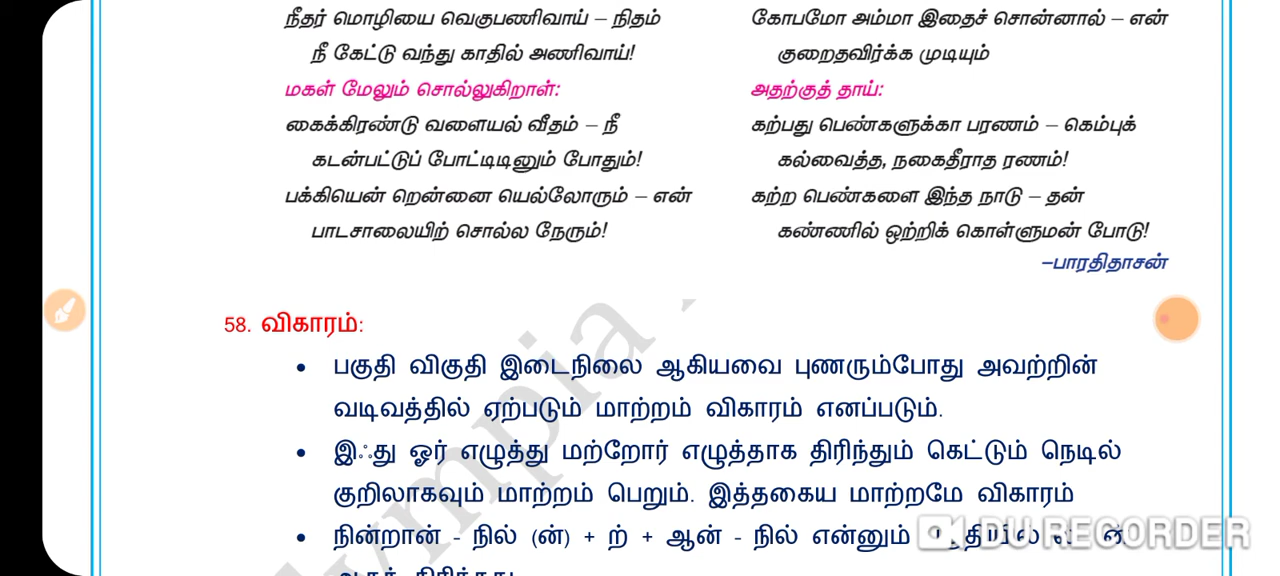 நீதர் மொழியை வெகுபணிவாய் – நிதம்
நீ கேட்டு வந்து காதில் அணிவாய்!
மகள் மேலும் சொல்லுகிறாள்:
கைக்கிரண்டு வளையல் வீதம் – நீ
கடன்பட்டுப் போட்டிடினும் போதும்!
பக்கியென் றென்னை யெல்லோரும் – என்
பாடசாலையிற் சொல்ல நேரும்!
கோபமோ அம்மா இதைச் சொன்னால் – என்
குறைதவிர்க்க முடியும்
அதற்குத் தாய்:
கற்பது பெண்களுக்கா பரணம் – கெம்புக்
கல்வைத்த, நகைதீராத ரணம்!
கற்ற பெண்களை இந்த நாடு – தன்
கண்ணில் ஒற்றிக் கொள்ளுமன் போடு!
–பாரதிதாசன்
58. விகாரம்:
• பகுதி விகுதி இடைநிலை ஆகியவை புணரும்போது அவற்றின்
வடிவத்தில் ஏற்படும் மாற்றம் விகாரம் எனப்படும்.
• இஃது ஓர் எழுத்து மற்றோர் எழுத்தாக திரிந்தும் கெட்டும் நெடில்
குறிலாகவும் மாற்றம் பெறும். இத்தகைய மாற்றமே விகாரம்
• நின்றான் - நில் (ன்) + ற் + ஆன் - நில் என்னும்
DU RECORDER